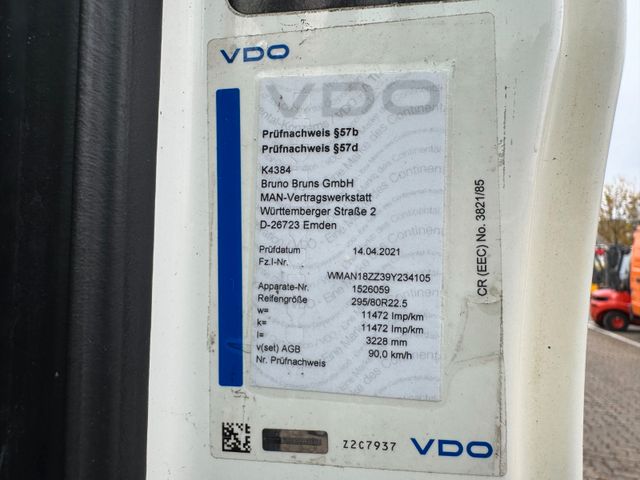 VDO
VDO
Prüfnachweis §57b
Prüfnachweis §57d
K4384
Bruno Bruns GmbH
MAN-Vertragswerkstatt
Württemberger Straße 2
D-26723 Emden
Prüfdatum 14.04.2021
Fz.I-Nr.
WMAN18ZZ39Y234105
Apparate-Nr. 1526059
Reifengröße 295/80R22.5
w= 11472 Imp/km
k= 11472 Imp/km
l= 3228 mm
v(set) AGB 90,0 km/h
Nr. Prüfnachweis
CR (EEC) No. 3821/85
Z2C7937 VDO